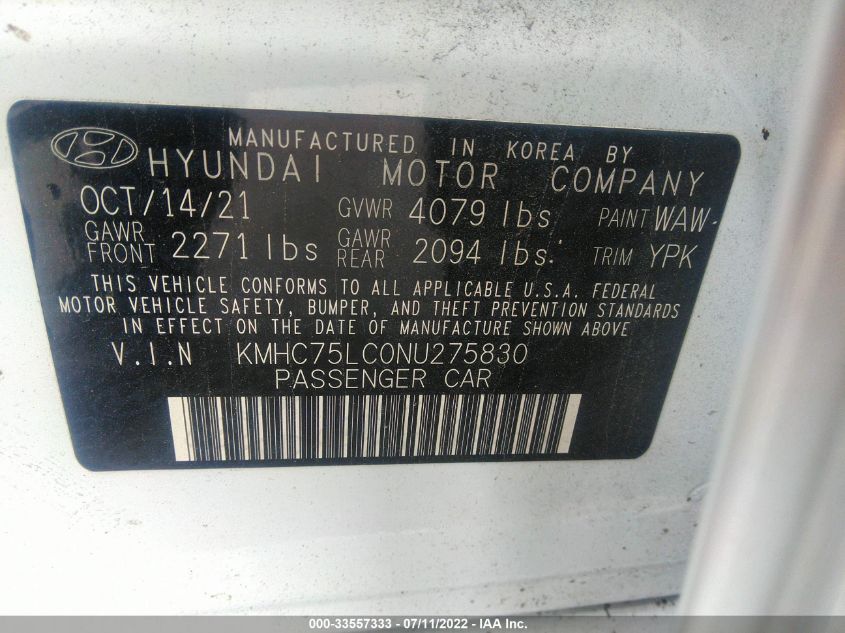 MANUFACTURED IN KOREA BY
HYUNDAI MOTOR COMPANY
OCT/14/21 GVWR 4079 lbs PAINT WAW-
GAWR FRONT 2271 lbs GAWR REAR 2094 lbs. TRIM YPK
THIS VEHICLE CONFORMS TO ALL APPLICABLE U.S.A. FEDERAL
MOTOR VEHICLE SAFETY, BUMPER, AND THEFT PREVENTION STANDARDS
IN EFFECT ON THE DATE OF MANUFACTURE SHOWN ABOVE
V.I.N KMHC75LC0NU275830
PASSENGER CAR
000-33557333 - 07/11/2022 - IAA Inc.